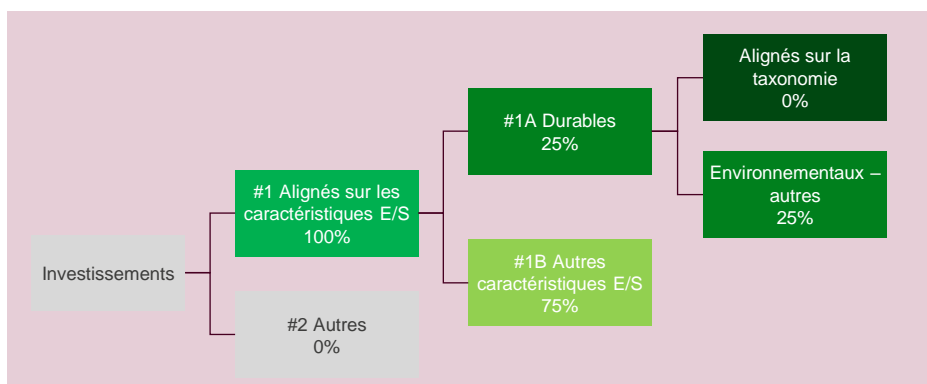 Investissements
#1 Alignés sur les
caractéristiques E/S
100%
#2 Autres
0%
#1A Durables
25%
#1B Autres
caractéristiques E/S
75%
Alignés sur la
taxonomie
0%
Environnementaux –
autres
25%